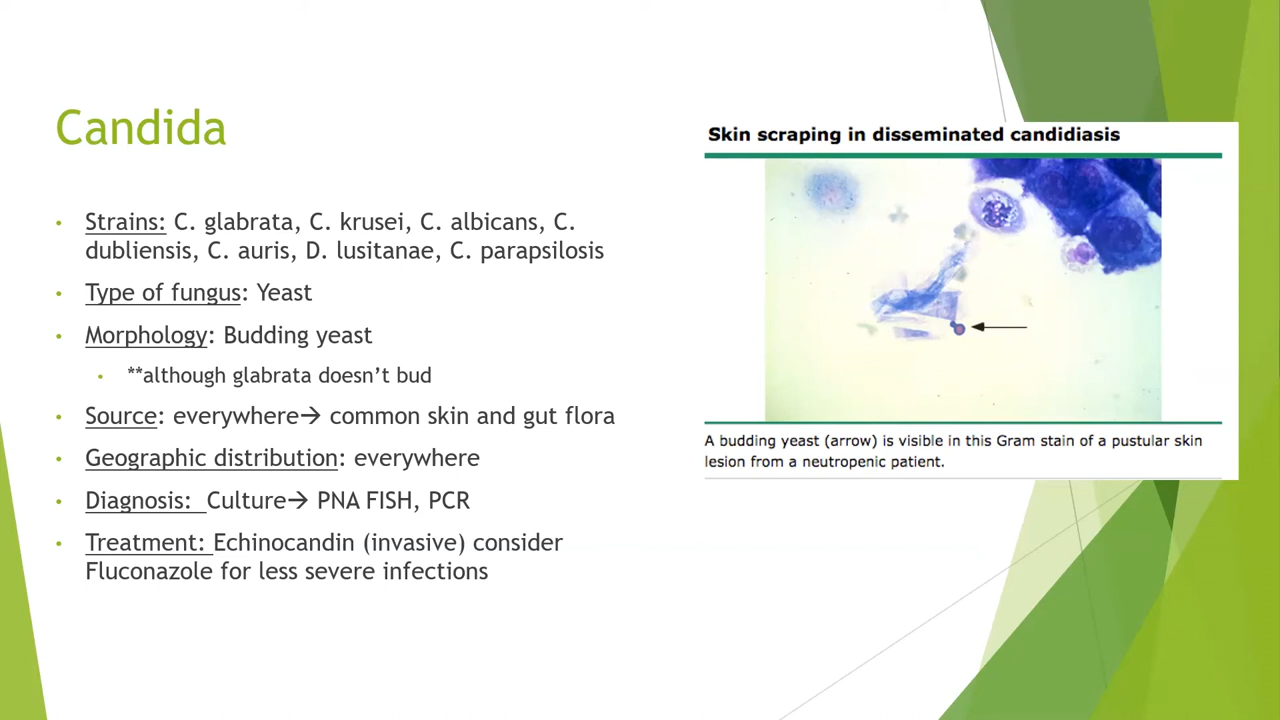 Candida
Skin scraping in disseminated candidiasis
• Strains: C. glabrata, C. krusei, C. albicans, C.
dubliensis, C. auris, D. lusitanae, C. parapsilosis
• Type of fungus: Yeast
• Morphology: Budding yeast
• **although glabrata doesn’t bud
• Source: everywhere→ common skin and gut flora
• Geographic distribution: everywhere
• Diagnosis: Culture→ PNA FISH, PCR
• Treatment: Echinocandin (invasive) consider
Fluconazole for less severe infections
A budding yeast (arrow) is visible in this Gram stain of a pustular skin
lesion from a neutropenic patient.